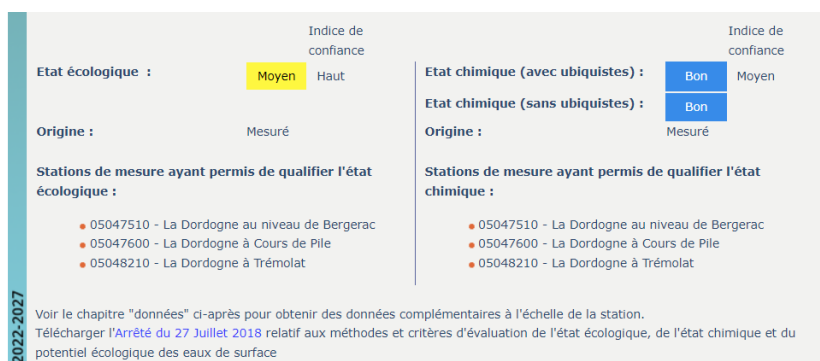 Indice de
confiance
Etat écologique :
Moyen
Haut
Origine :
Mesuré
Stations de mesure ayant permis de qualifier l'état
écologique :
05047510 - La Dordogne au niveau de Bergerac
05047600 - La Dordogne à Cours de Pile
05048210 - La Dordogne à Trémolat
Indice de
confiance
Etat chimique (avec ubiquistes) :
Bon
Moyen
Etat chimique (sans ubiquistes) :
Bon
Origine :
Mesuré
Stations de mesure ayant permis de qualifier l'état
chimique :
05047510 - La Dordogne au niveau de Bergerac
05047600 - La Dordogne à Cours de Pile
05048210 - La Dordogne à Trémolat
2022-2027
Voir le chapitre "données" ci-après pour obtenir des données complémentaires à l'échelle de la station.
Télécharger l'Arrêté du 27 Juillet 2018 relatif aux méthodes et critères d'évaluation de l'état écologique, de l'état chimique et du
potentiel écologique des eaux de surface